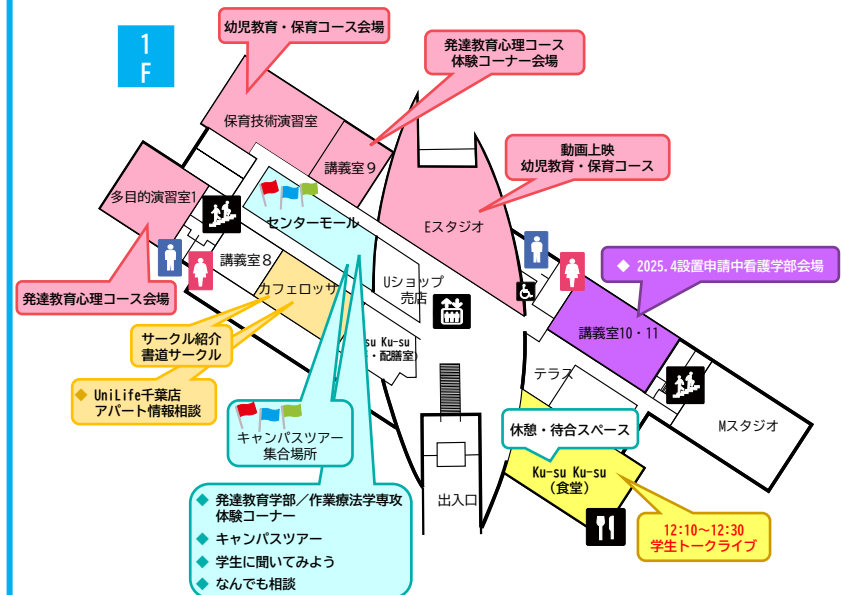 1
F
幼児教育・保育コース会場
発達教育心理コース
体験コーナー会場
動画上映
幼児教育・保育コース
保育技術演習室
講義室9
多目的演習室1
センターモール
Eスタジオ
講義室8
カフェロッサ
Uショップ
売店
◆ 2025.4設置申請中看護学部会場
発達教育心理コース会場
講義室10・11
サークル紹介
書道サークル
su Ku-su
・配膳室)
テラス
◆ UniLife千葉店
アパート情報相談
Mスタジオ
キャンパスツアー
集合場所
休憩・待合スペース
Ku-su Ku-su
(食堂)
出入口
◆ 発達教育学部/作業療法学専攻
体験コーナー
◆ キャンパスツアー
◆ 学生に聞いてみよう
◆ なんでも相談
12:10~12:30
学生トークライブ